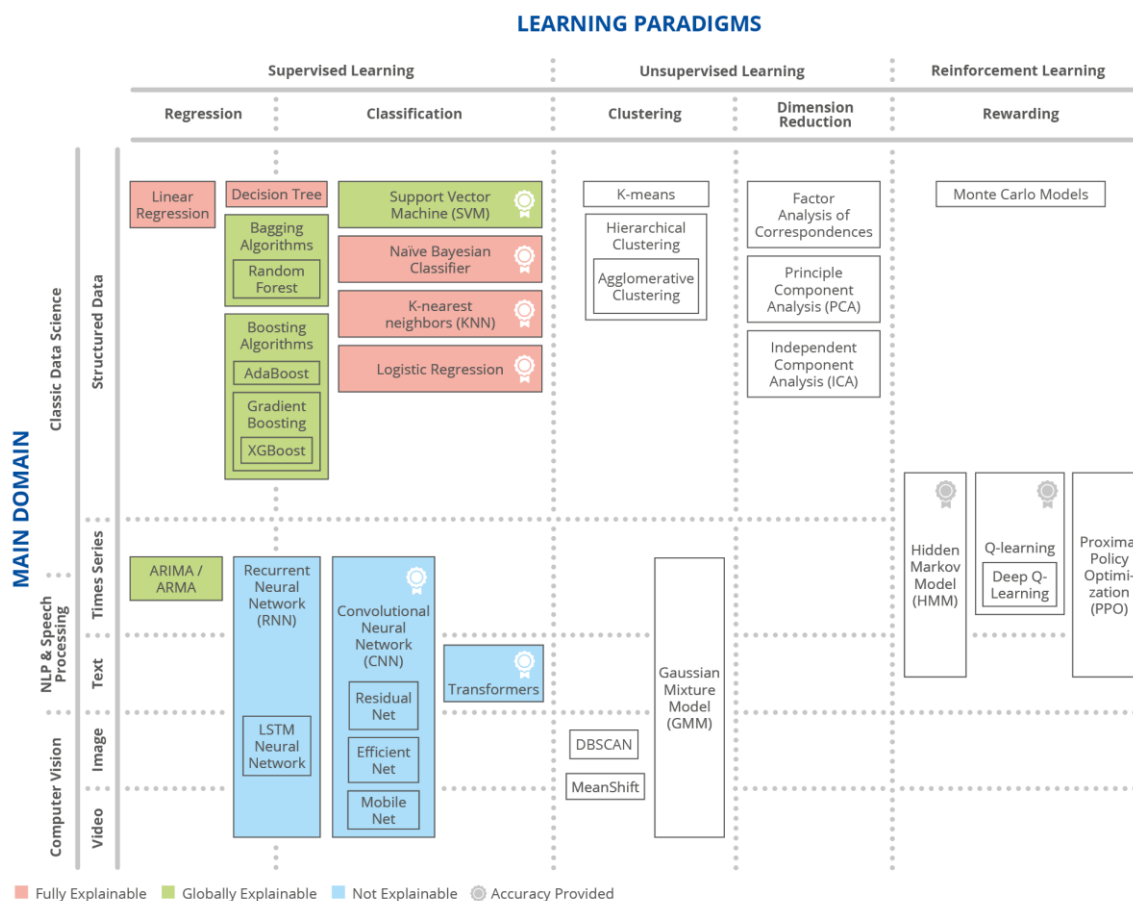 LEARNING PARADIGMS
Supervised Learning
Unsupervised Learning
Reinforcement Learning
Regression
Classification
Clustering
Dimension
Reduction
Rewarding
MAIN DOMAIN
Classic Data Science
Structured Data
Linear
Regression
Decision Tree
Bagging
Algorithms
Random
Forest
Boosting
Algorithms
AdaBoost
Gradient
Boosting
XGBoost
Support Vector
Machine (SVM)
Naïve Bayesian
Classifier
K-nearest
neighbors (KNN)
Logistic Regression
K-means
Hierarchical
Clustering
Agglomerative
Clustering
Factor
Analysis of
Correspondences
Principle
Component
Analysis (PCA)
Independent
Component
Analysis (ICA)
Monte Carlo Models
NLP & Speech
Processing
Times Series
Text
ARIMA /
ARMA
Recurrent
Neural
Network
(RNN)
LSTM
Neural
Network
Convolutional
Neural
Network
(CNN)
Residual
Net
Efficient
Net
Mobile
Net
Transformers
Gaussian
Mixture
Model
(GMM)
Hidden
Markov
Model
(HMM)
Q-learning
Deep Q-
Learning
Proxima
Policy
Optimi-
zation
(PPO)
Computer Vision
Image
Video
DBSCAN
MeanShift
Fully Explainable
Globally Explainable
Not Explainable
Accuracy Provided